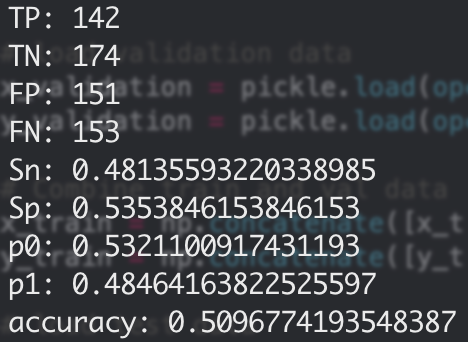 TP: 142
TN: 174
FP: 151
FN: 153
Sn: 0.48135593220338985
Sp: 0.5353846153846153
p0: 0.5321100917431193
p1: 0.48464163822525597
accuracy: 0.5096774193548387